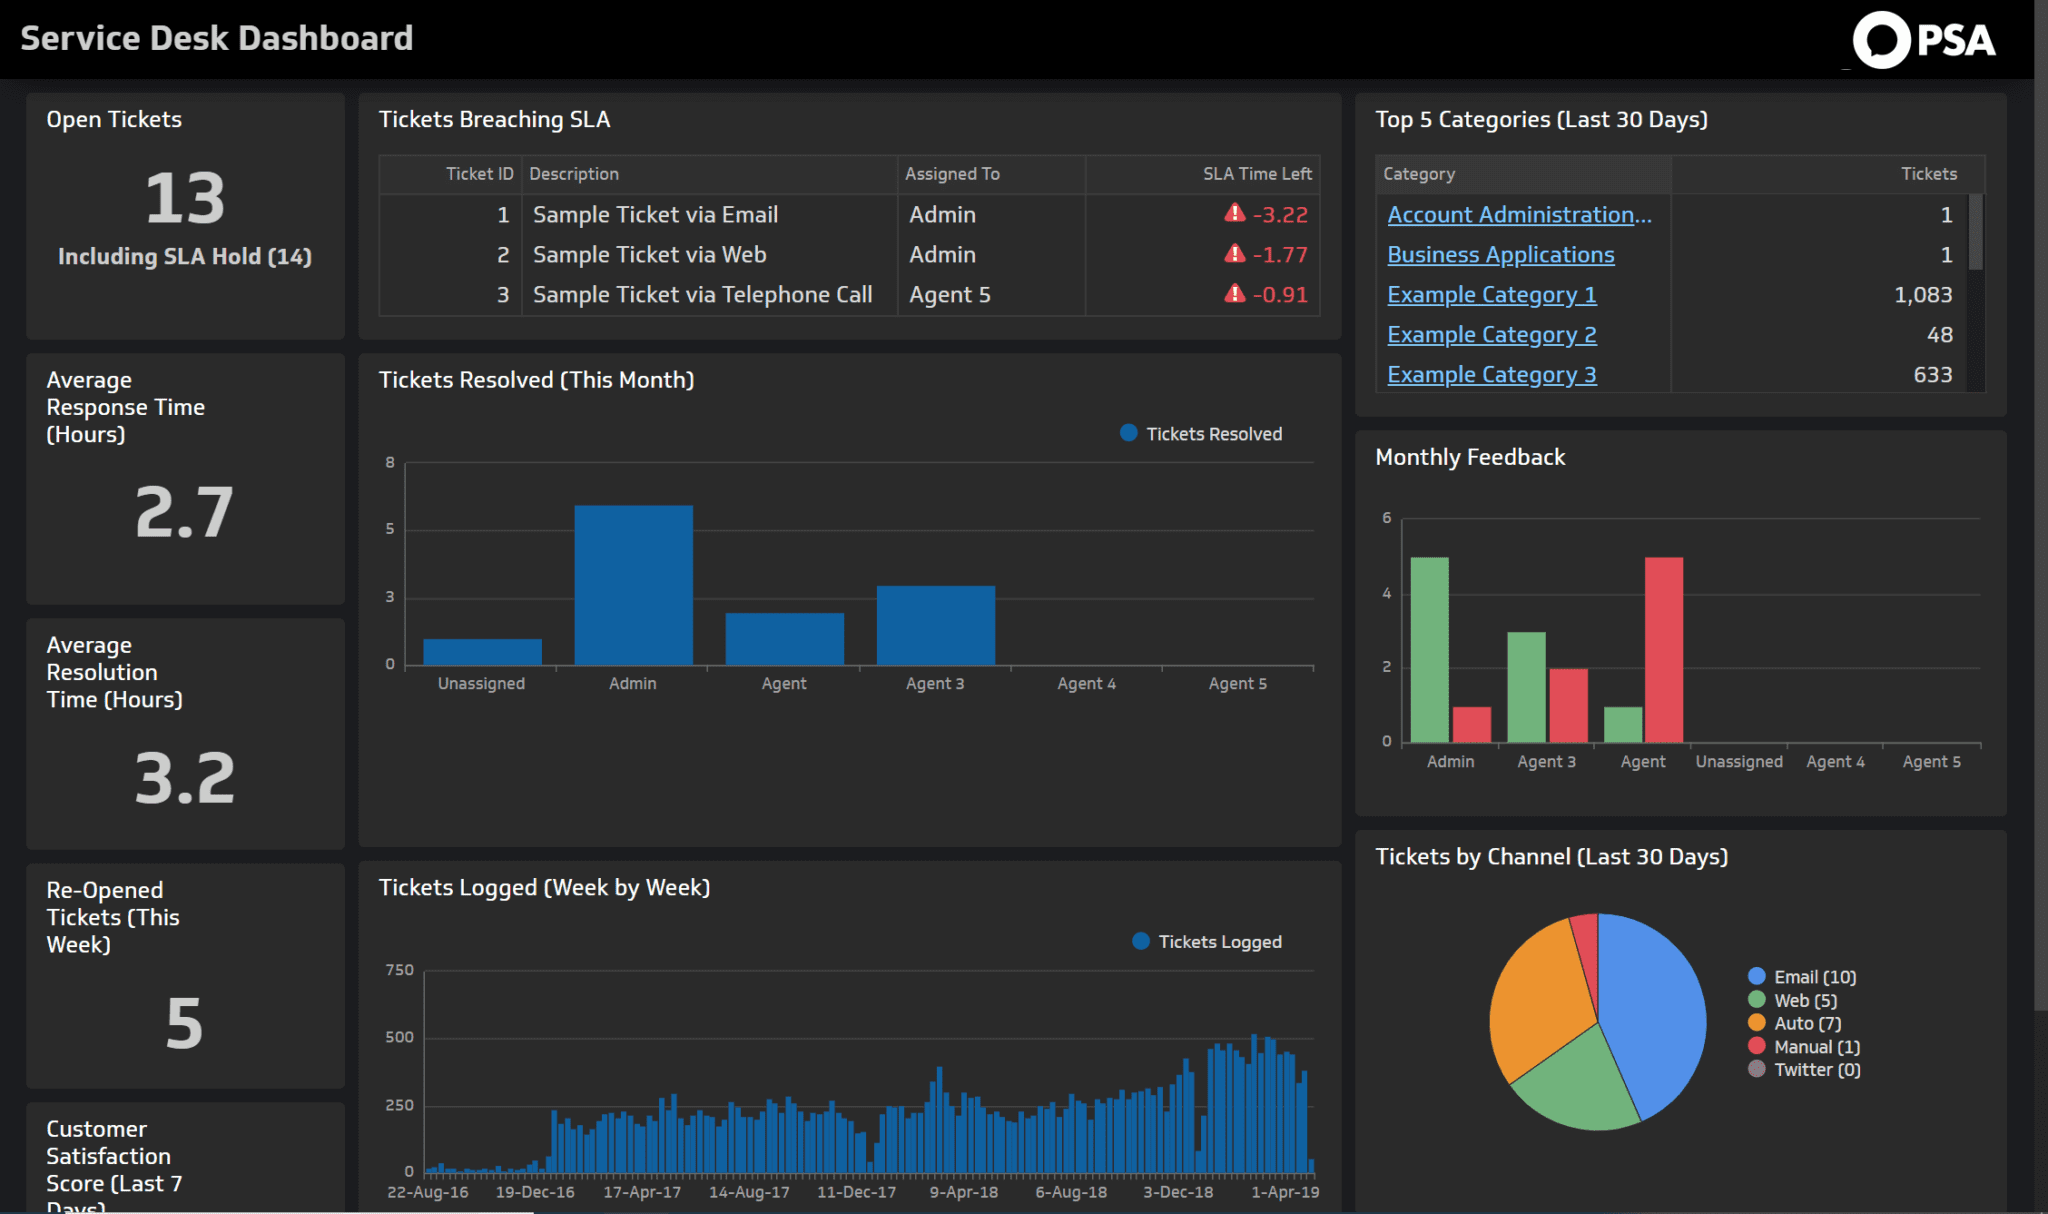 Service Desk Dashboard
PSA
Open Tickets
13
Including SLA Hold (14)
Average
Response Time
(Hours)
2.7
Average
Resolution
Time (Hours)
3.2
Re-Opened
Tickets (This
Week)
5
Customer
Satisfaction
Score (Last 7
Days)
Tickets Breaching SLA
Ticket ID Description Assigned To SLA Time Left
1 Sample Ticket via Email Admin -3.22
2 Sample Ticket via Web Admin -1.77
3 Sample Ticket via Telephone Call Agent 5 -0.91
Tickets Resolved (This Month)
Tickets Resolved
8
5
3
0
Unassigned Admin Agent Agent 3 Agent 4 Agent 5
Tickets Logged (Week by Week)
Tickets Logged
750
500
250
0
22-Aug-16 19-Dec-16 17-Apr-17 14-Aug-17 11-Dec-17 9-Apr-18 6-Aug-18 3-Dec-18 1-Apr-19
Top 5 Categories (Last 30 Days)
Category Tickets
Account Administration... 1
Business Applications 1
Example Category 1 1,083
Example Category 2 48
Example Category 3 633
Monthly Feedback
6
4
2
0
Admin Agent 3 Agent Unassigned Agent 4 Agent 5
Tickets by Channel (Last 30 Days)
Email (10)
Web (5)
Auto (7)
Manual (1)
Twitter (0)